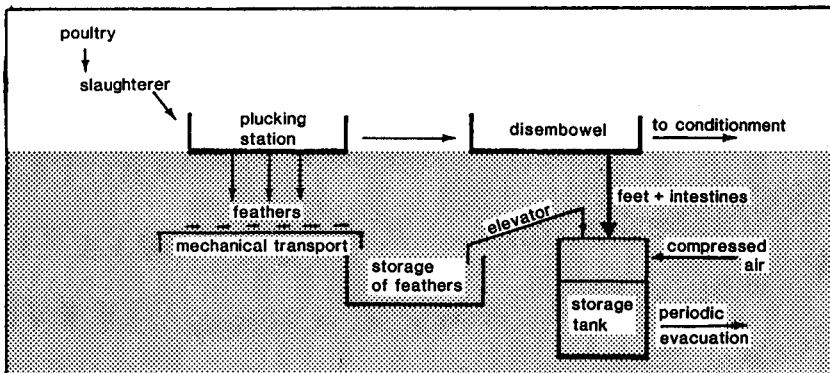 poultry
slaughterer
plucking
station
disembowel
to conditionment
feathers
feet + intestines
mechanical transport
elevator
storage
of feathers
compressed
air
storage
tank
periodic
evacuation